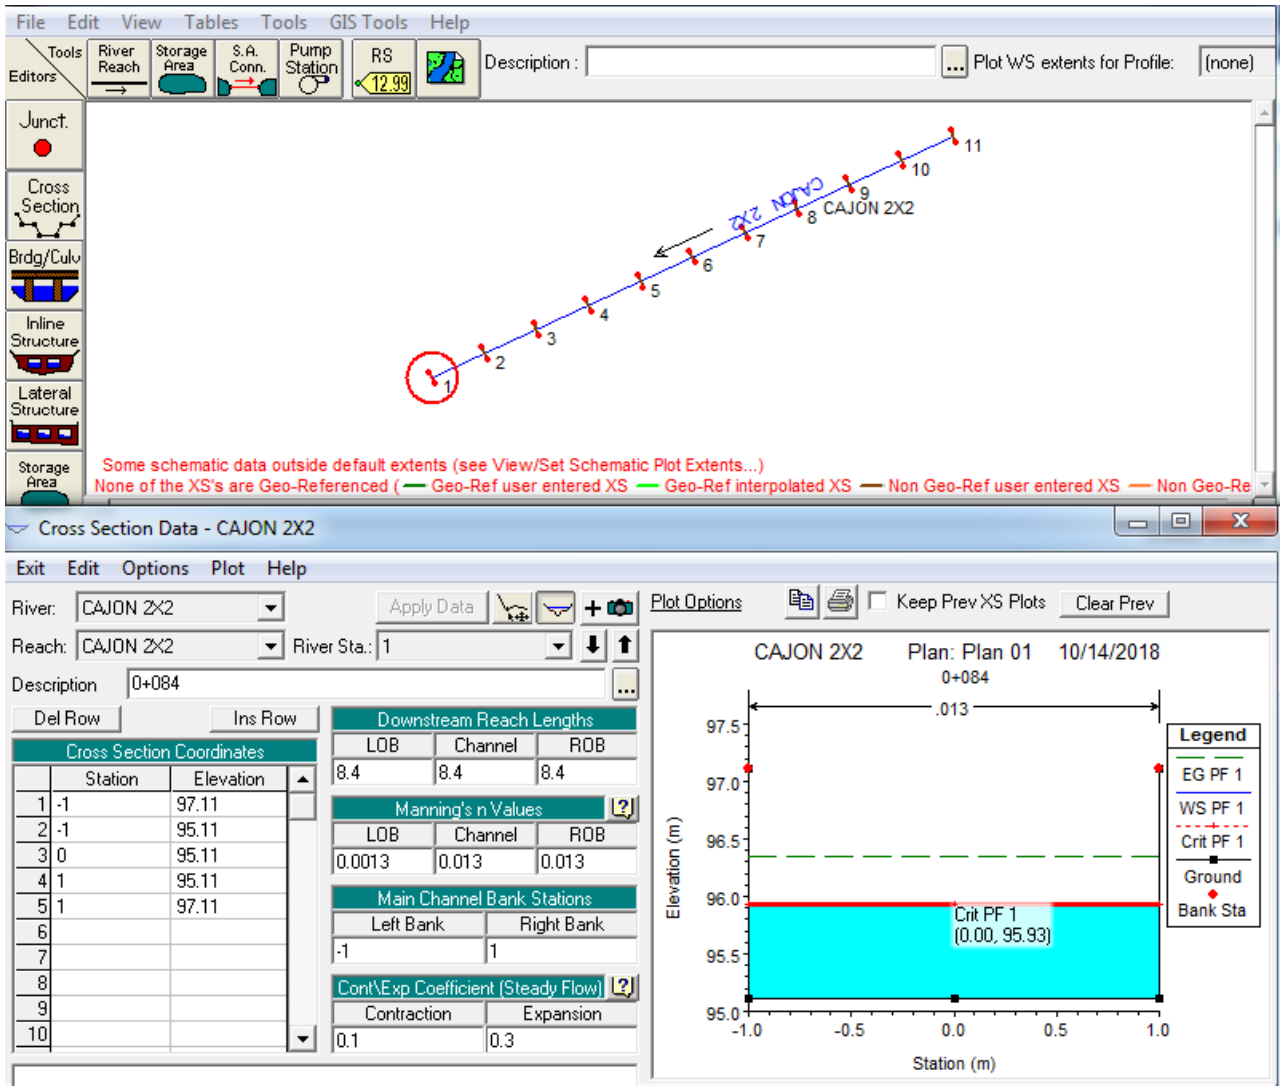 File Edit View Tables Tools GIS Tools Help
Tools
Editors
River Reach
Storage Area
S.A. Conn.
Pump Station
RS
12.99
Description :
...
Plot WS extents for Profile:
(none)
Junct.
Cross Section
Brdg/Culv
Inline Structure
Lateral Structure
Storage Area
11
10
9
8
CAJON 2X2
CAJON 2X2
7
6
5
4
3
2
1
Some schematic data outside default extents (see View/Set Schematic Plot Extents...)
None of the XS's are Geo-Referenced ( Geo-Ref user entered XS Geo-Ref interpolated XS Non Geo-Ref user entered XS Non Geo-Re
Cross Section Data - CAJON 2X2
Exit Edit Options Plot Help
River: CAJON 2X2 Apply Data
Reach: CAJON 2X2 River Sta.: 1
Description 0+084 ...
Del Row Ins Row
Cross Section Coordinates
Station Elevation
1 -1 97.11
2 -1 95.11
3 0 95.11
4 1 95.11
5 1 97.11
6
7
8
9
10
Downstream Reach Lengths
LOB Channel ROB
8.4 8.4 8.4
Manning's n Values
LOB Channel ROB
0.0013 0.013 0.013
Main Channel Bank Stations
Left Bank Right Bank
-1 1
Cont\Exp Coefficient (Steady Flow)
Contraction Expansion
0.1 0.3
Plot Options Keep Prev XS Plots Clear Prev
CAJON 2X2 Plan: Plan 01 10/14/2018
0+084
.013
97.5
97.0
96.5
96.0
95.5
95.0
Elevation (m)
Crit PF 1
(0.00, 95.93)
-1.0 -0.5 0.0 0.5 1.0
Station (m)
Legend
EG PF 1
WS PF 1
Crit PF 1
Ground
Bank Sta